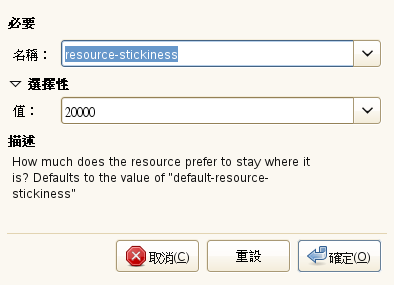 必要
名稱： resource-stickiness
選擇性
值： 20000
描述
How much does the resource prefer to stay where it
is? Defaults to the value of "default-resource-
stickiness"
取消(C) 重設 確定(O)